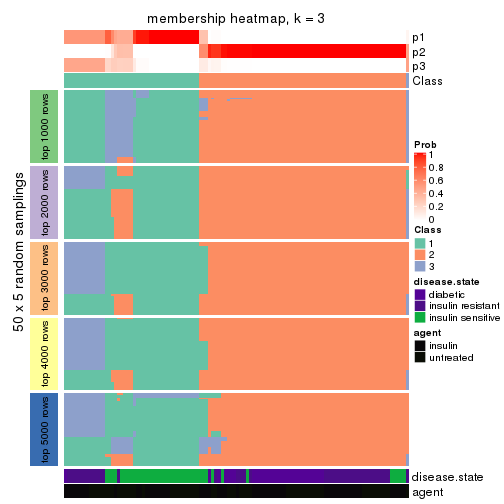 membership heatmap, k = 3
p1
p2
p3
Class
50 x 5 random samplings
top 1000 rows
top 2000 rows
top 3000 rows
top 4000 rows
top 5000 rows
Prob
1
0.8
0.6
0.4
0.2
0
Class
1
2
3
disease.state
diabetic
insulin resistant
insulin sensitive
agent
insulin
untreated
disease.state
agent